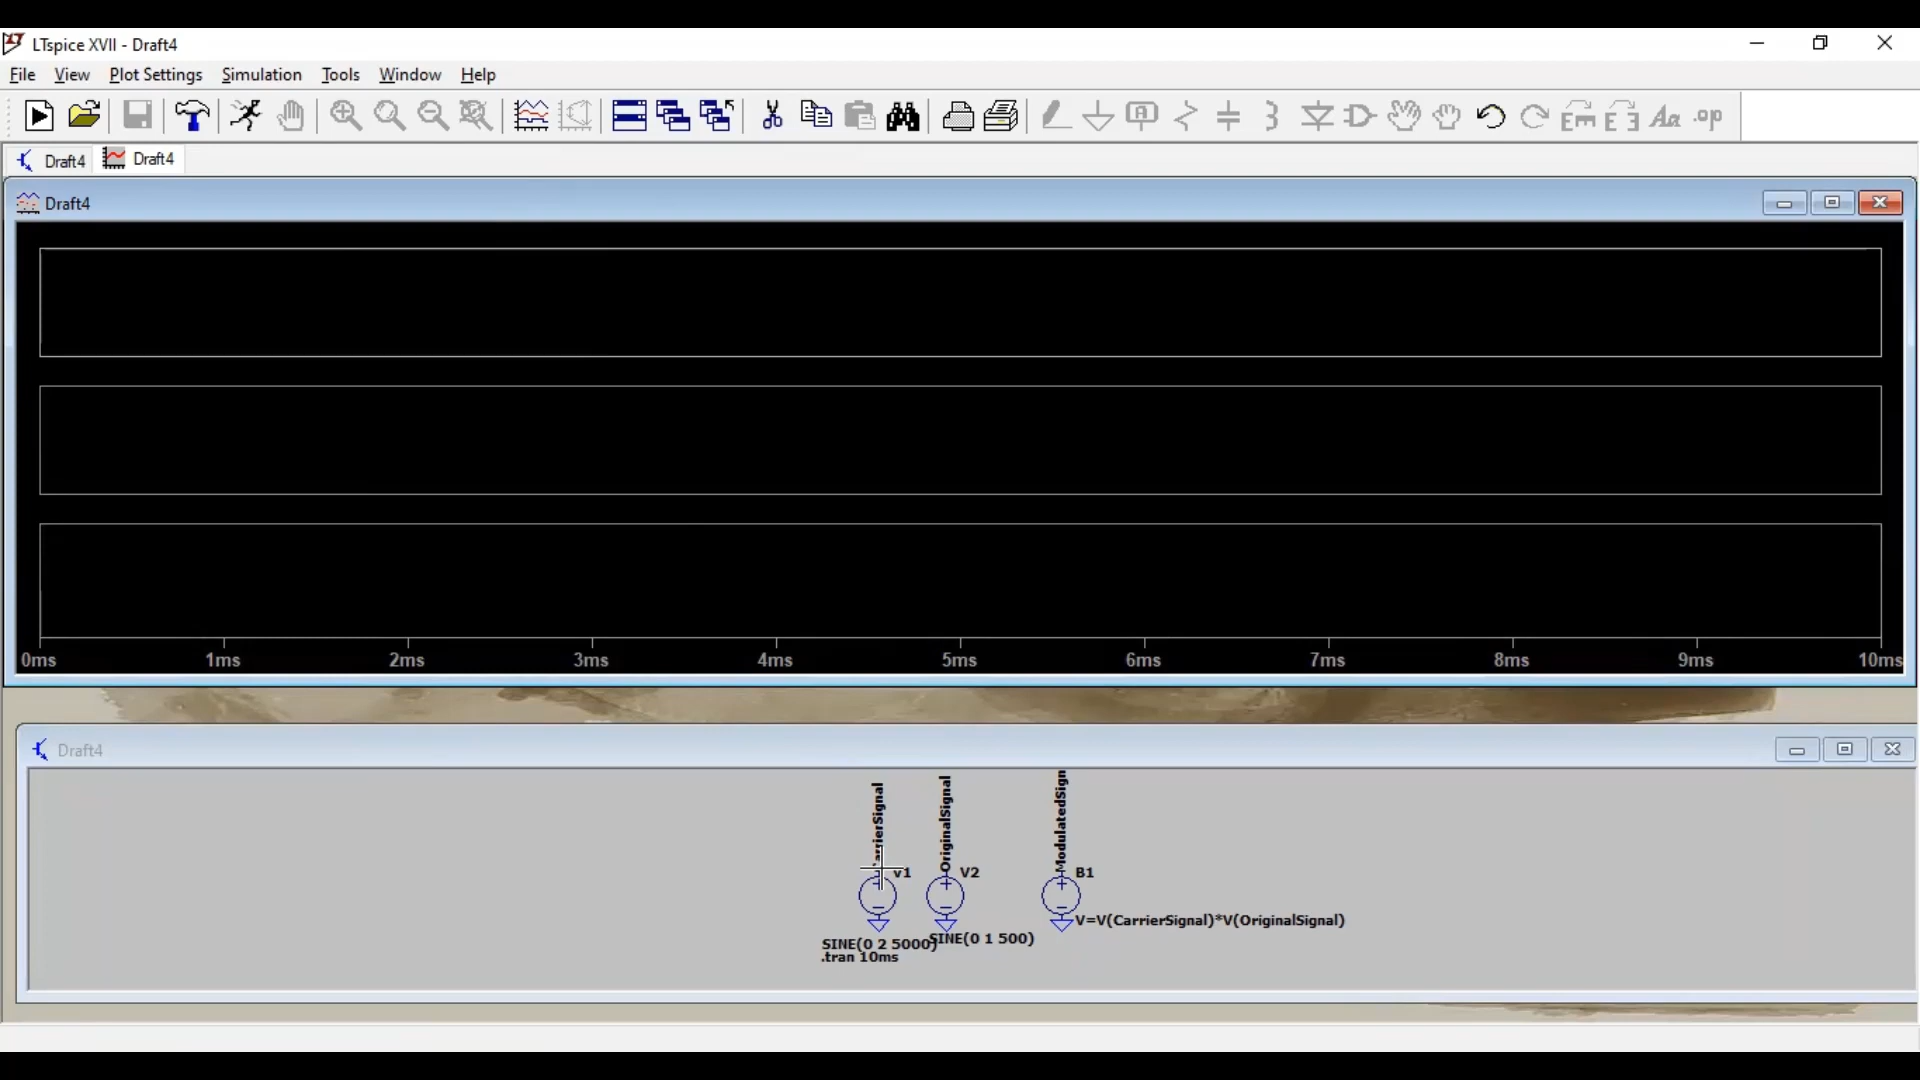 LTspice XVII - Draft4
File View Plot Settings Simulation Tools Window Help
Draft4 Draft4
Draft4
0ms 1ms 2ms 3ms 4ms 5ms 6ms 7ms 8ms 9ms 10ms
Draft4
CarrierSignal
OriginalSignal
ModulatedSign
V1
V2
B1
V=V(CarrierSignal)*V(OriginalSignal)
SINE(0 2 5000)
SINE(0 1 500)
.tran 10ms